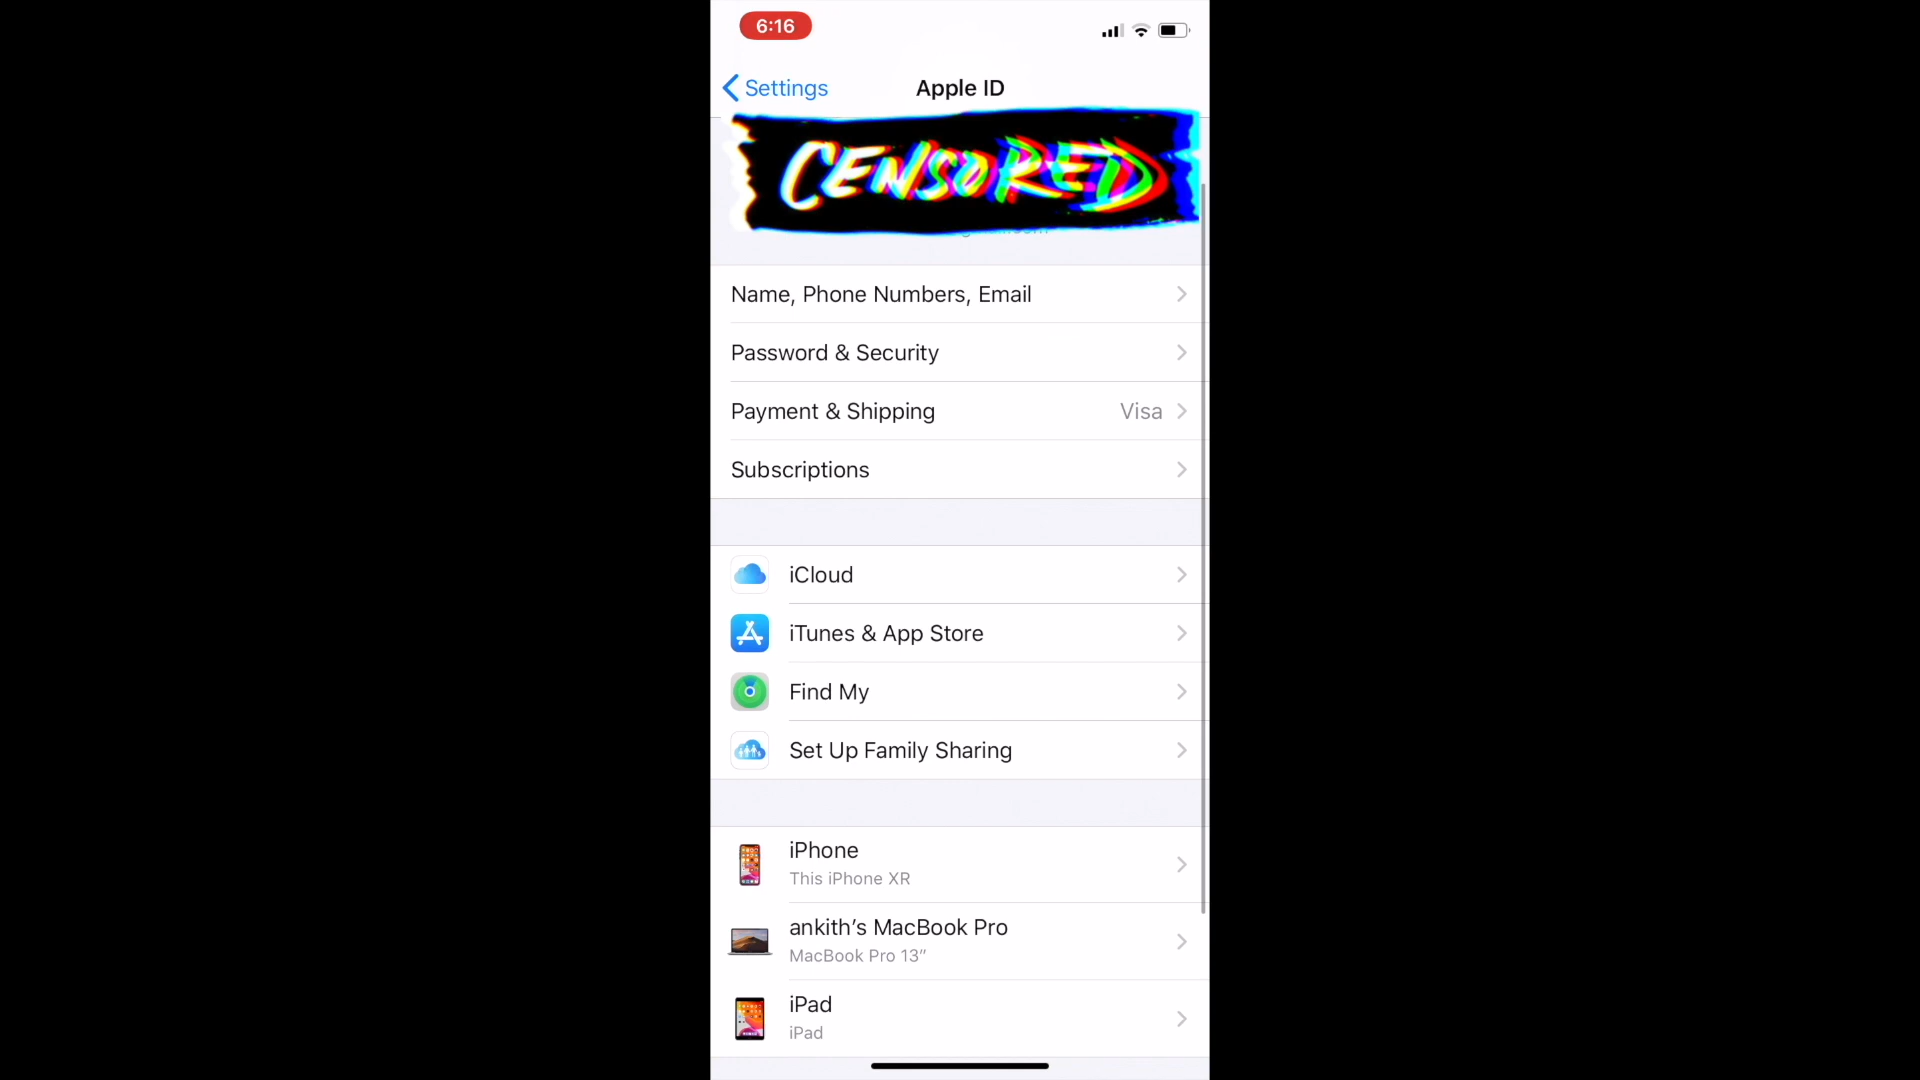 6:16
Settings
Apple ID
CENSORED
Name, Phone Numbers, Email
Password & Security
Payment & Shipping
Visa
Subscriptions
iCloud
iTunes & App Store
Find My
Set Up Family Sharing
iPhone
This iPhone XR
ankith’s MacBook Pro
MacBook Pro 13”
iPad
iPad